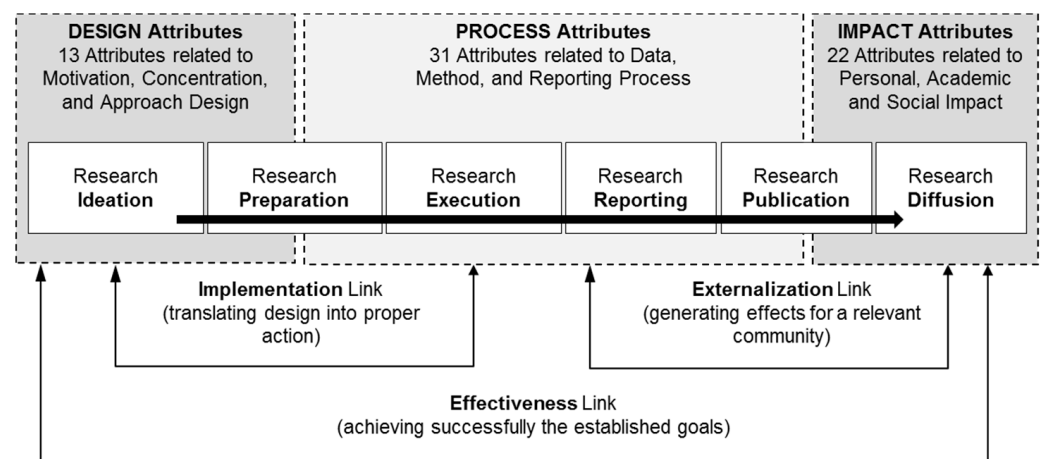 DESIGN Attributes
13 Attributes related to
Motivation, Concentration,
and Approach Design
PROCESS Attributes
31 Attributes related to Data,
Method, and Reporting Process
IMPACT Attributes
22 Attributes related to
Personal, Academic
and Social Impact
Research
Ideation
Research
Preparation
Research
Execution
Research
Reporting
Research
Publication
Research
Diffusion
Implementation Link
(translating design into proper
action)
Externalization Link
(generating effects for a relevant
community)
Effectiveness Link
(achieving successfully the established goals)